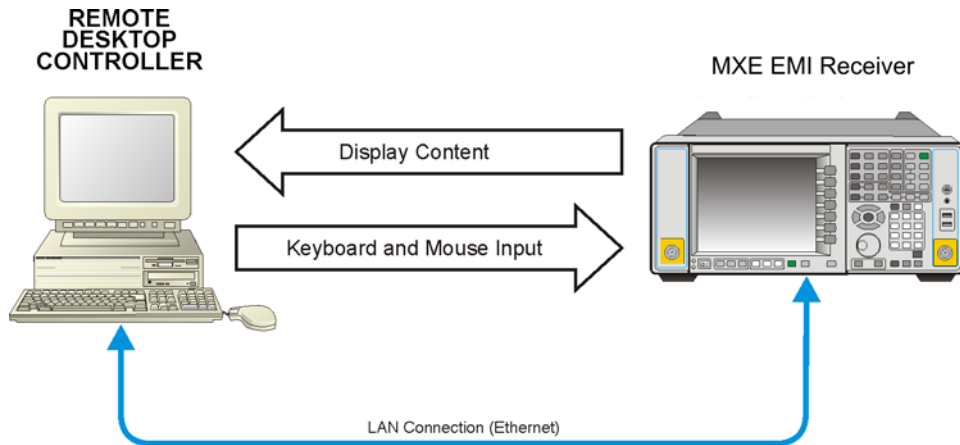 REMOTE
DESKTOP
CONTROLLER
MXE EMI Receiver
Display Content
Keyboard and Mouse Input
LAN Connection (Ethernet)